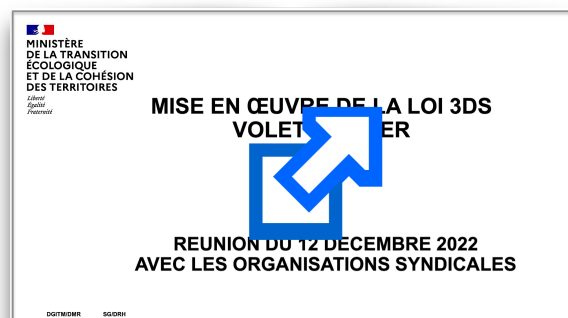 MINISTÈRE
DE LA TRANSITION
ÉCOLOGIQUE
ET DE LA COHÉSION
DES TERRITOIRES
Liberté
Égalité
Fraternité
MISE EN ŒUVRE DE LA LOI 3DS
VOLET
REUNION DU 12 DECEMBRE 2022
AVEC LES ORGANISATIONS SYNDICALES
DGITM/DMR SG/DRH